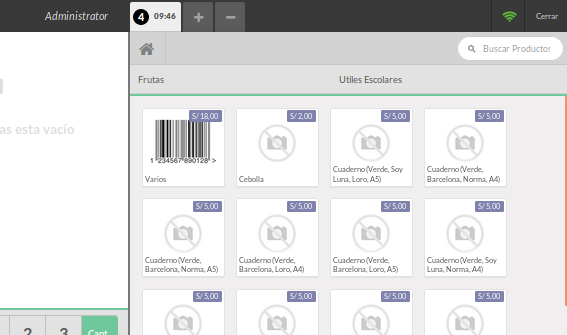 Administrator
4 09:46
Cerrar
Buscar Productos
Frutas
Utiles Escolares
as esta vacío
S/ 18,00
1 234567 890128 >
Varios
S/ 2,00
Cebolla
S/ 5,00
Cuaderno (Verde, Soy
Luna, Loro, A5)
S/ 5,00
Cuaderno (Verde,
Barcelona, Norma, A4)
S/ 5,00
Cuaderno (Verde,
Barcelona, Norma, A5)
S/ 5,00
Cuaderno (Verde,
Barcelona, Loro, A4)
S/ 5,00
Cuaderno (Verde,
Barcelona, Loro, A5)
S/ 5,00
Cuaderno (Verde, Soy
Luna, Norma, A4)
S/ 5,00
S/ 5,00
S/ 5,00
S/ 5,00
2
3
Cant